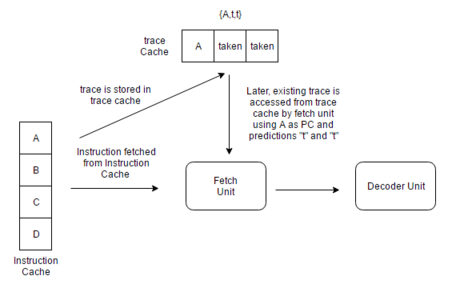 {A,t,t}
trace
Cache
A
taken
taken
trace is stored in
trace cache
Later, existing trace is
accessed from trace
cache by fetch unit
using A as PC and
predictions "t" and "t"
A
B
C
D
Instruction fetched
from Instruction
Cache
Fetch
Unit
Decoder Unit
Instruction
Cache